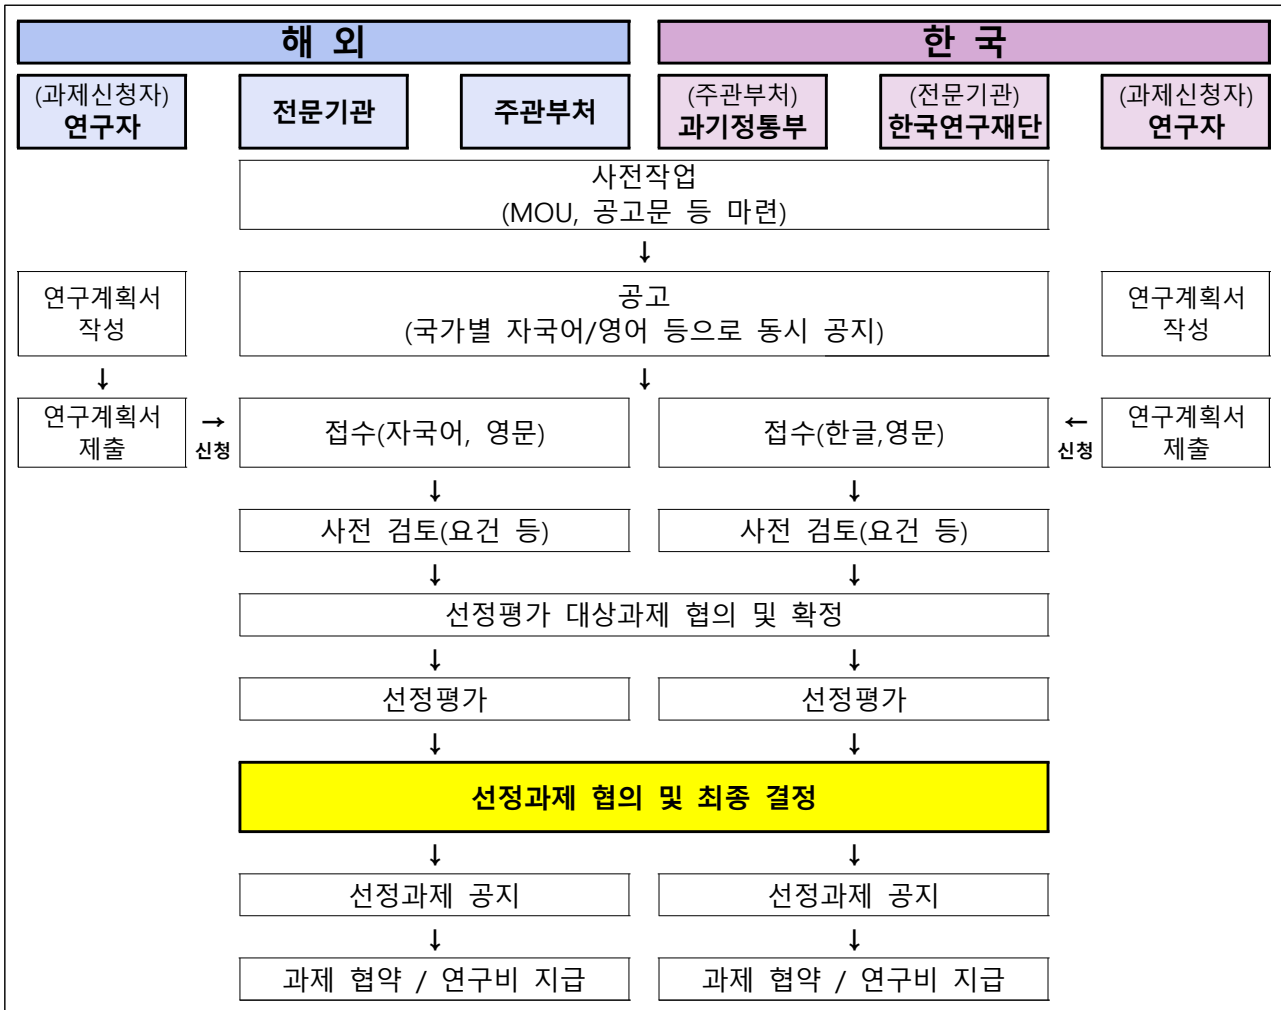 해 외
한 국
(과제신청자)
연구자
전문기관
주관부처
(주관부처)
과기정통부
(전문기관)
한국연구재단
(과제신청자)
연구자
사전작업
(MOU, 공고문 등 마련)
↓
연구계획서
작성
공고
(국가별 자국어/영어 등으로 동시 공지)
연구계획서
작성
↓
↓
연구계획서
제출
→
신청
접수(자국어, 영문)
접수(한글,영문)
←
신청
연구계획서
제출
↓
↓
사전 검토(요건 등)
사전 검토(요건 등)
↓
↓
선정평가 대상과제 협의 및 확정
↓
↓
선정평가
선정평가
↓
↓
선정과제 협의 및 최종 결정
↓
↓
선정과제 공지
선정과제 공지
↓
↓
과제 협약 / 연구비 지급
과제 협약 / 연구비 지급